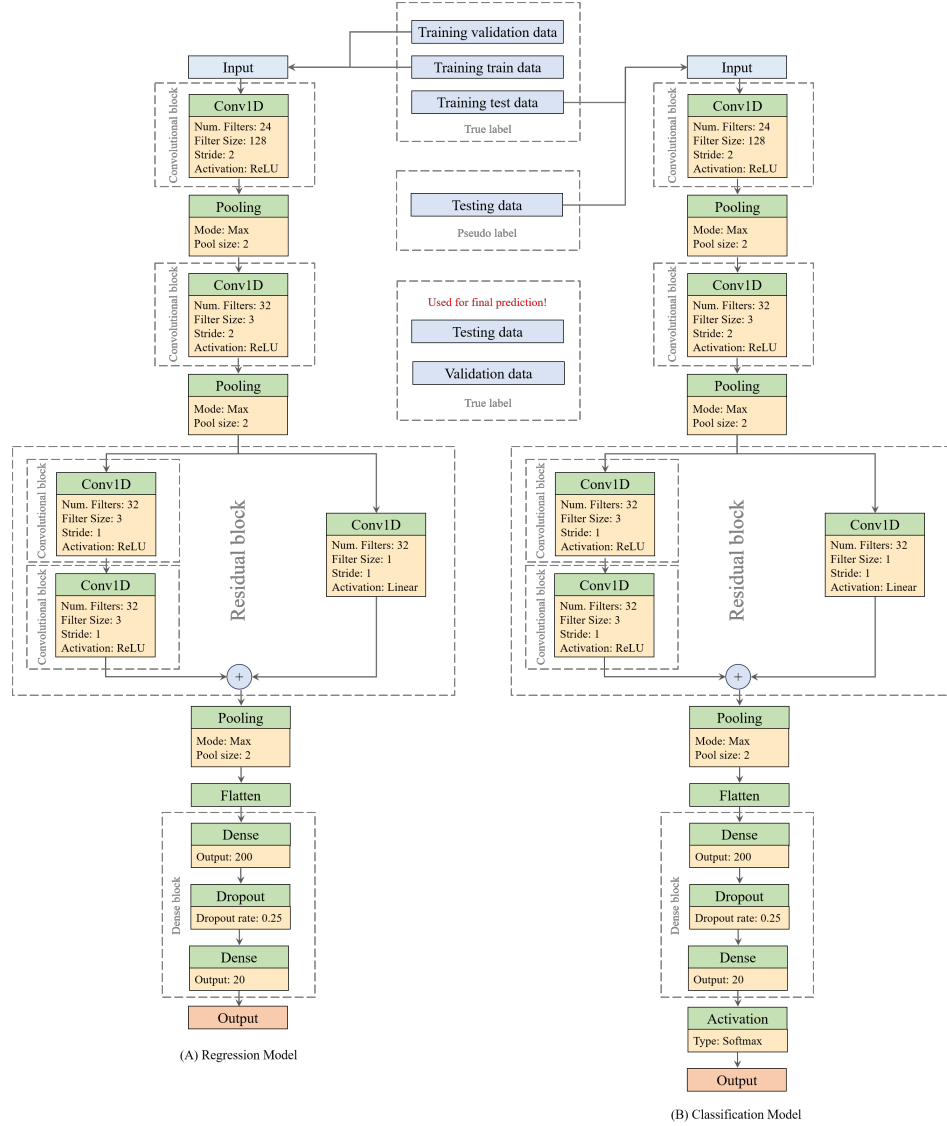 Training validation data
Training train data
Training test data
True label
Testing data
Pseudo label
Used for final prediction!
Testing data
Validation data
True label
Input
Convolutional block
Conv1D
Num. Filters: 24
Filter Size: 128
Stride: 2
Activation: ReLU
Pooling
Mode: Max
Pool size: 2
Convolutional block
Conv1D
Num. Filters: 32
Filter Size: 3
Stride: 2
Activation: ReLU
Pooling
Mode: Max
Pool size: 2
Convolutional block
Conv1D
Num. Filters: 32
Filter Size: 3
Stride: 1
Activation: ReLU
Convolutional block
Conv1D
Num. Filters: 32
Filter Size: 3
Stride: 1
Activation: ReLU
Residual block
Conv1D
Num. Filters: 32
Filter Size: 1
Stride: 1
Activation: Linear
+
Pooling
Mode: Max
Pool size: 2
Flatten
Dense block
Dense
Output: 200
Dropout
Dropout rate: 0.25
Dense
Output: 20
Output
(A) Regression Model
Input
Convolutional block
Conv1D
Num. Filters: 24
Filter Size: 128
Stride: 2
Activation: ReLU
Pooling
Mode: Max
Pool size: 2
Convolutional block
Conv1D
Num. Filters: 32
Filter Size: 3
Stride: 2
Activation: ReLU
Pooling
Mode: Max
Pool size: 2
Convolutional block
Conv1D
Num. Filters: 32
Filter Size: 3
Stride: 1
Activation: ReLU
Convolutional block
Conv1D
Num. Filters: 32
Filter Size: 3
Stride: 1
Activation: ReLU
Residual block
Conv1D
Num. Filters: 32
Filter Size: 1
Stride: 1
Activation: Linear
+
Pooling
Mode: Max
Pool size: 2
Flatten
Dense block
Dense
Output: 200
Dropout
Dropout rate: 0.25
Dense
Output: 20
Activation
Type: Softmax
Output
(B) Classification Model